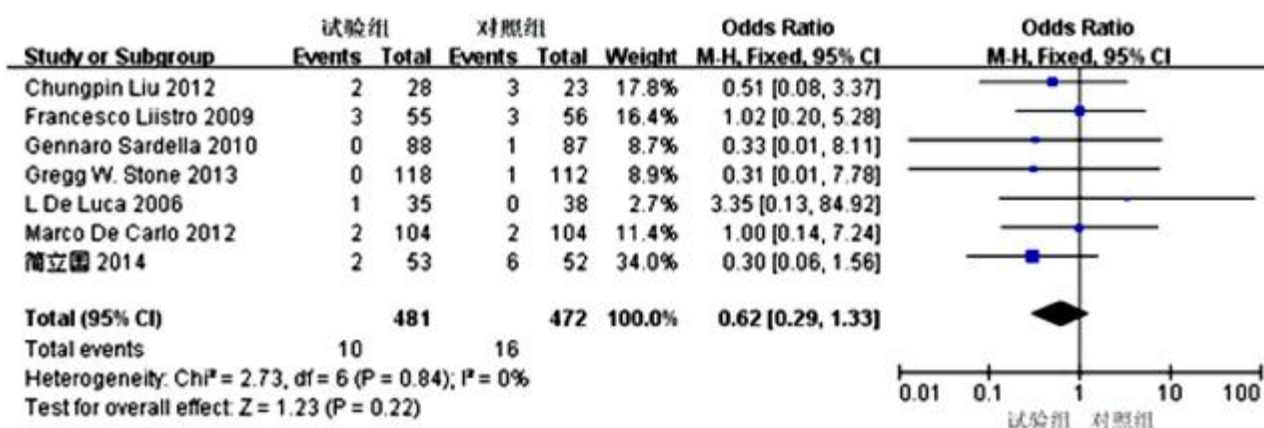 试验组 对照组 Odds Ratio Odds Ratio
Study or Subgroup Events Total Events Total Weight M-H, Fixed, 95% CI M-H, Fixed, 95% CI
Chungpin Liu 2012 2 28 3 23 17.8% 0.51 [0.08, 3.37]
Francesco Liistro 2009 3 55 3 56 16.4% 1.02 [0.20, 5.28]
Gennaro Sardella 2010 0 88 1 87 8.7% 0.33 [0.01, 8.11]
Gregg W. Stone 2013 0 118 1 112 8.9% 0.31 [0.01, 7.78]
L De Luca 2006 1 35 0 38 2.7% 3.35 [0.13, 84.92]
Marco De Carlo 2012 2 104 2 104 11.4% 1.00 [0.14, 7.24]
简立国 2014 2 53 6 52 34.0% 0.30 [0.06, 1.56]
Total (95% CI) 481 472 100.0% 0.62 [0.29, 1.33]
Total events 10 16
Heterogeneity: Chi² = 2.73, df = 6 (P = 0.84); I² = 0%
Test for overall effect: Z = 1.23 (P = 0.22)
0.01 0.1 1 10 100
试验组 对照组